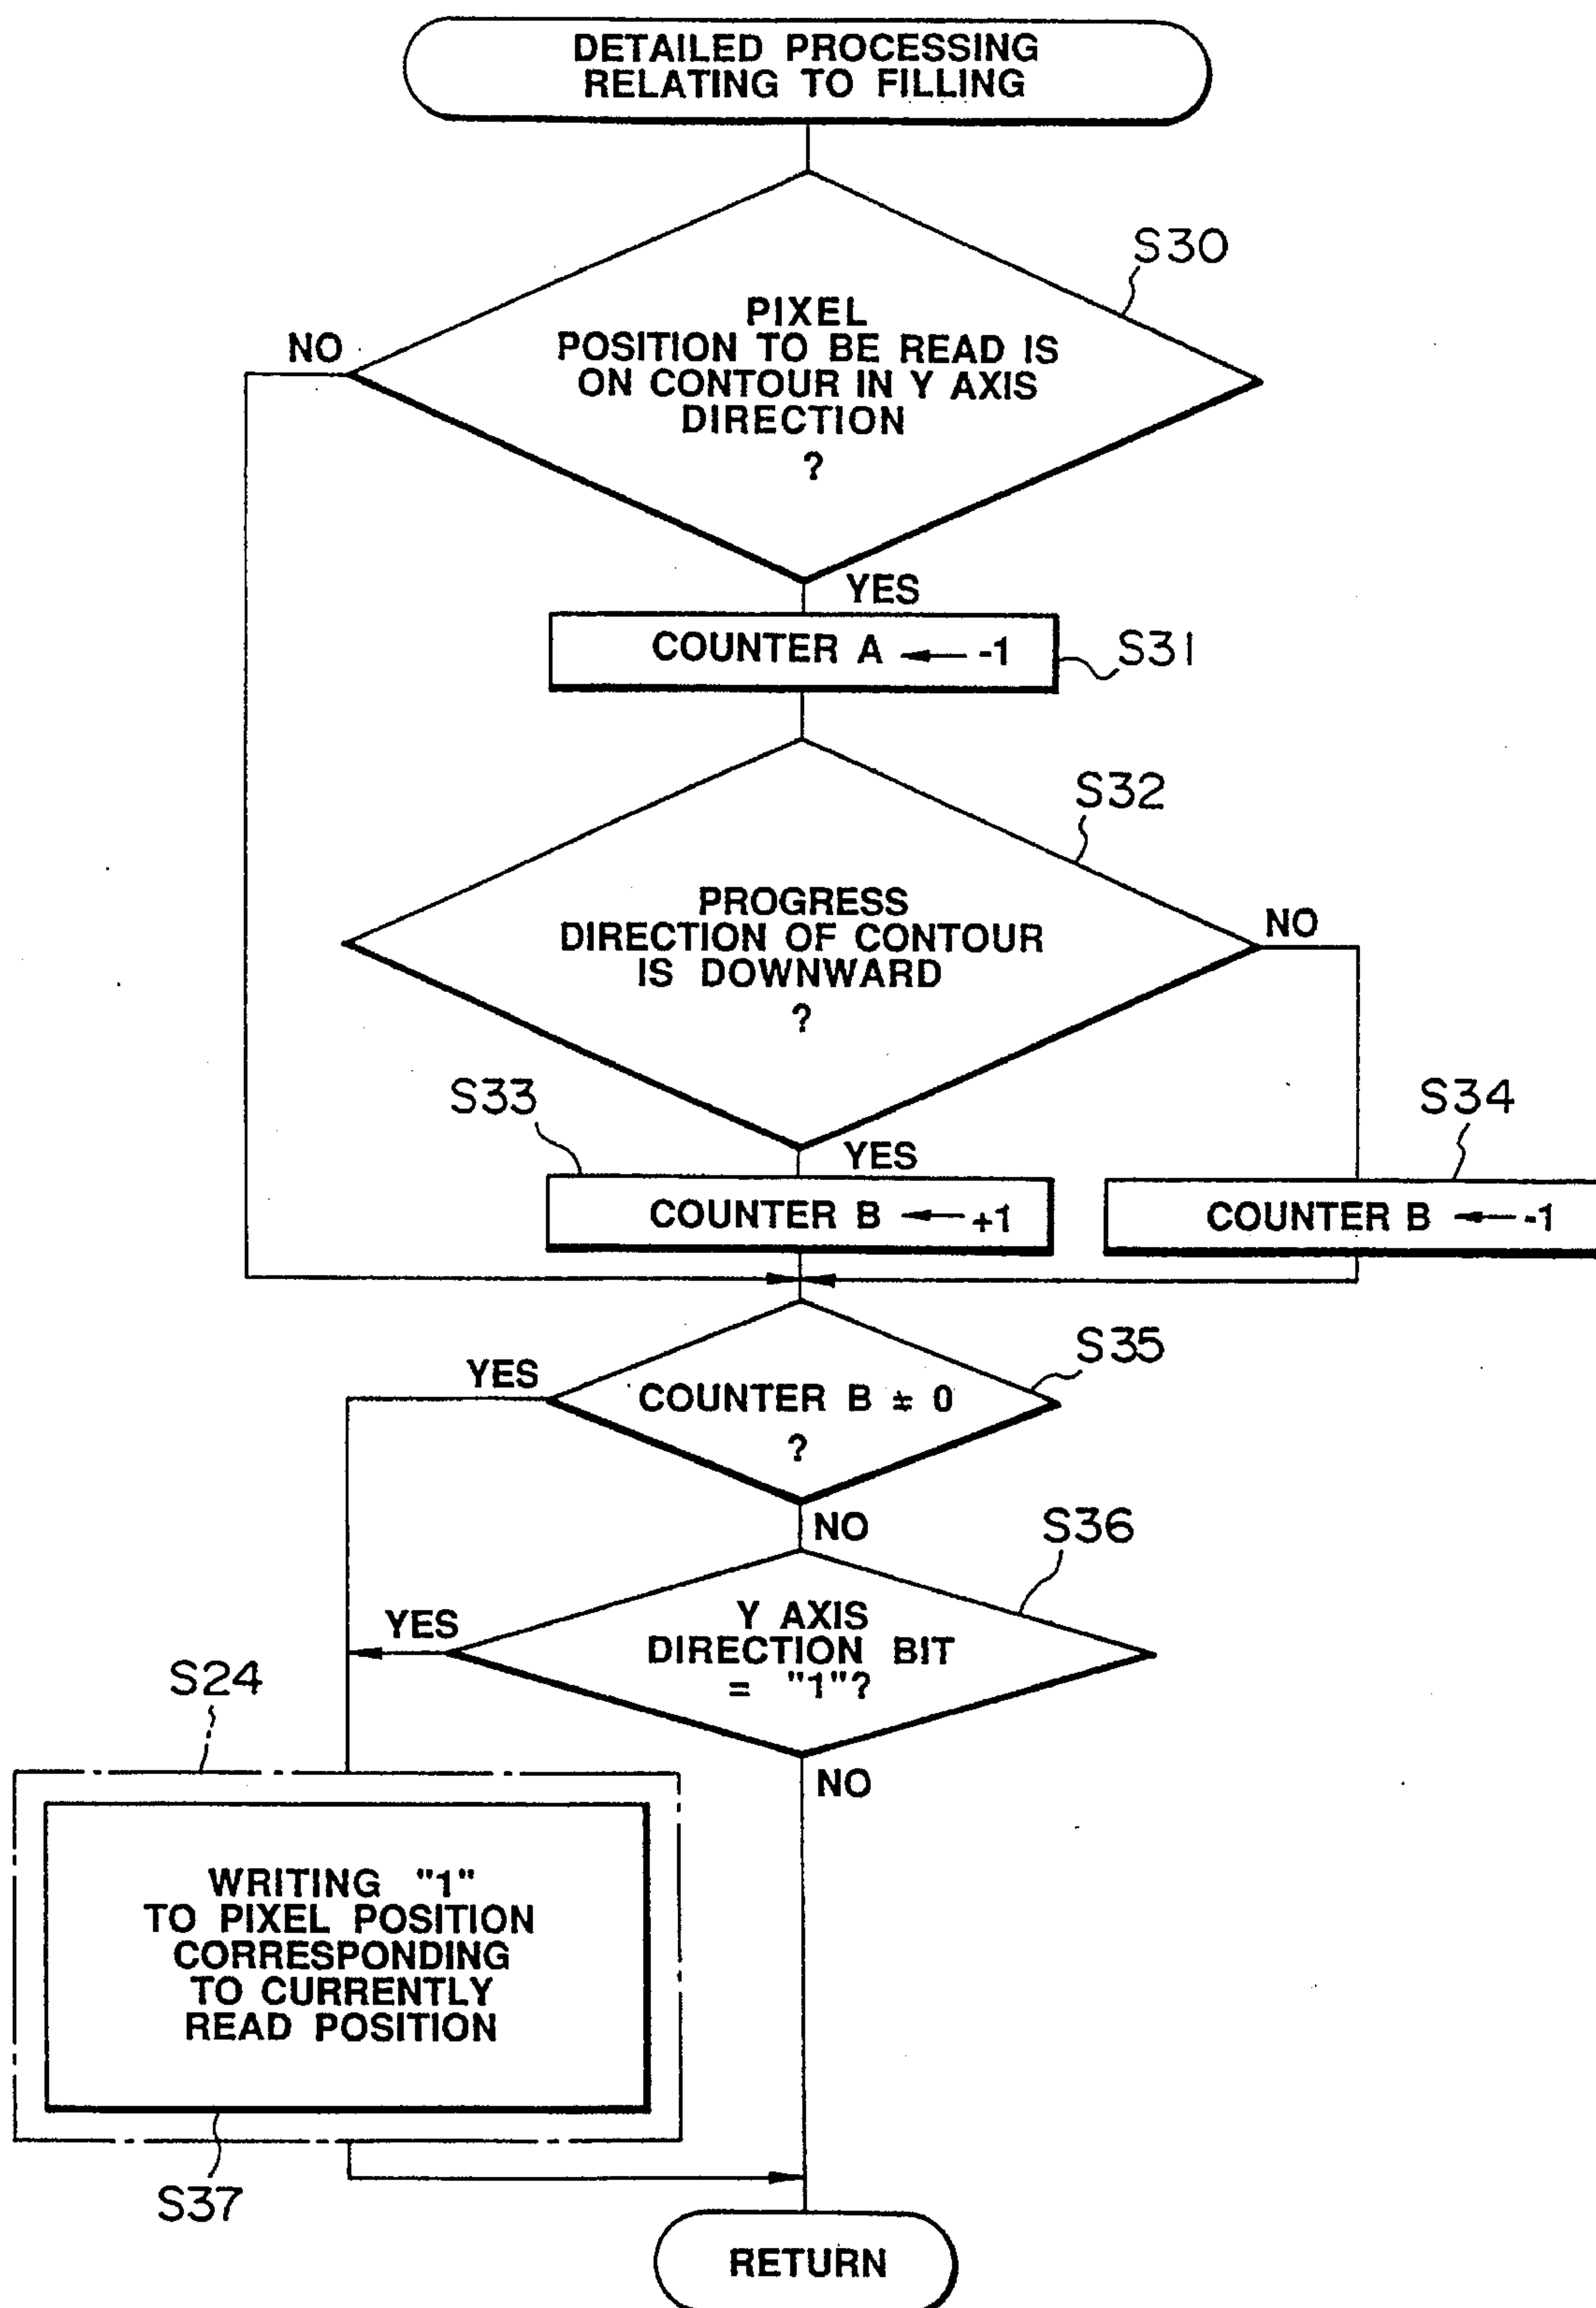 DETAILED PROCESSING
RELATING TO FILLING
S30
NO
PIXEL
POSITION TO BE READ IS
ON CONTOUR IN Y AXIS
DIRECTION
?
YES
COUNTER A ← -1
S31
S32
PROGRESS
DIRECTION OF CONTOUR
IS DOWNWARD
?
NO
S33
YES
S34
COUNTER B ← +1
COUNTER B ← -1
S35
YES
COUNTER B ≠ 0
?
NO
S36
YES
Y AXIS
DIRECTION BIT
= "1"?
S24
NO
WRITING "1"
TO PIXEL POSITION
CORRESPONDING
TO CURRENTLY
READ POSITION
S37
RETURN